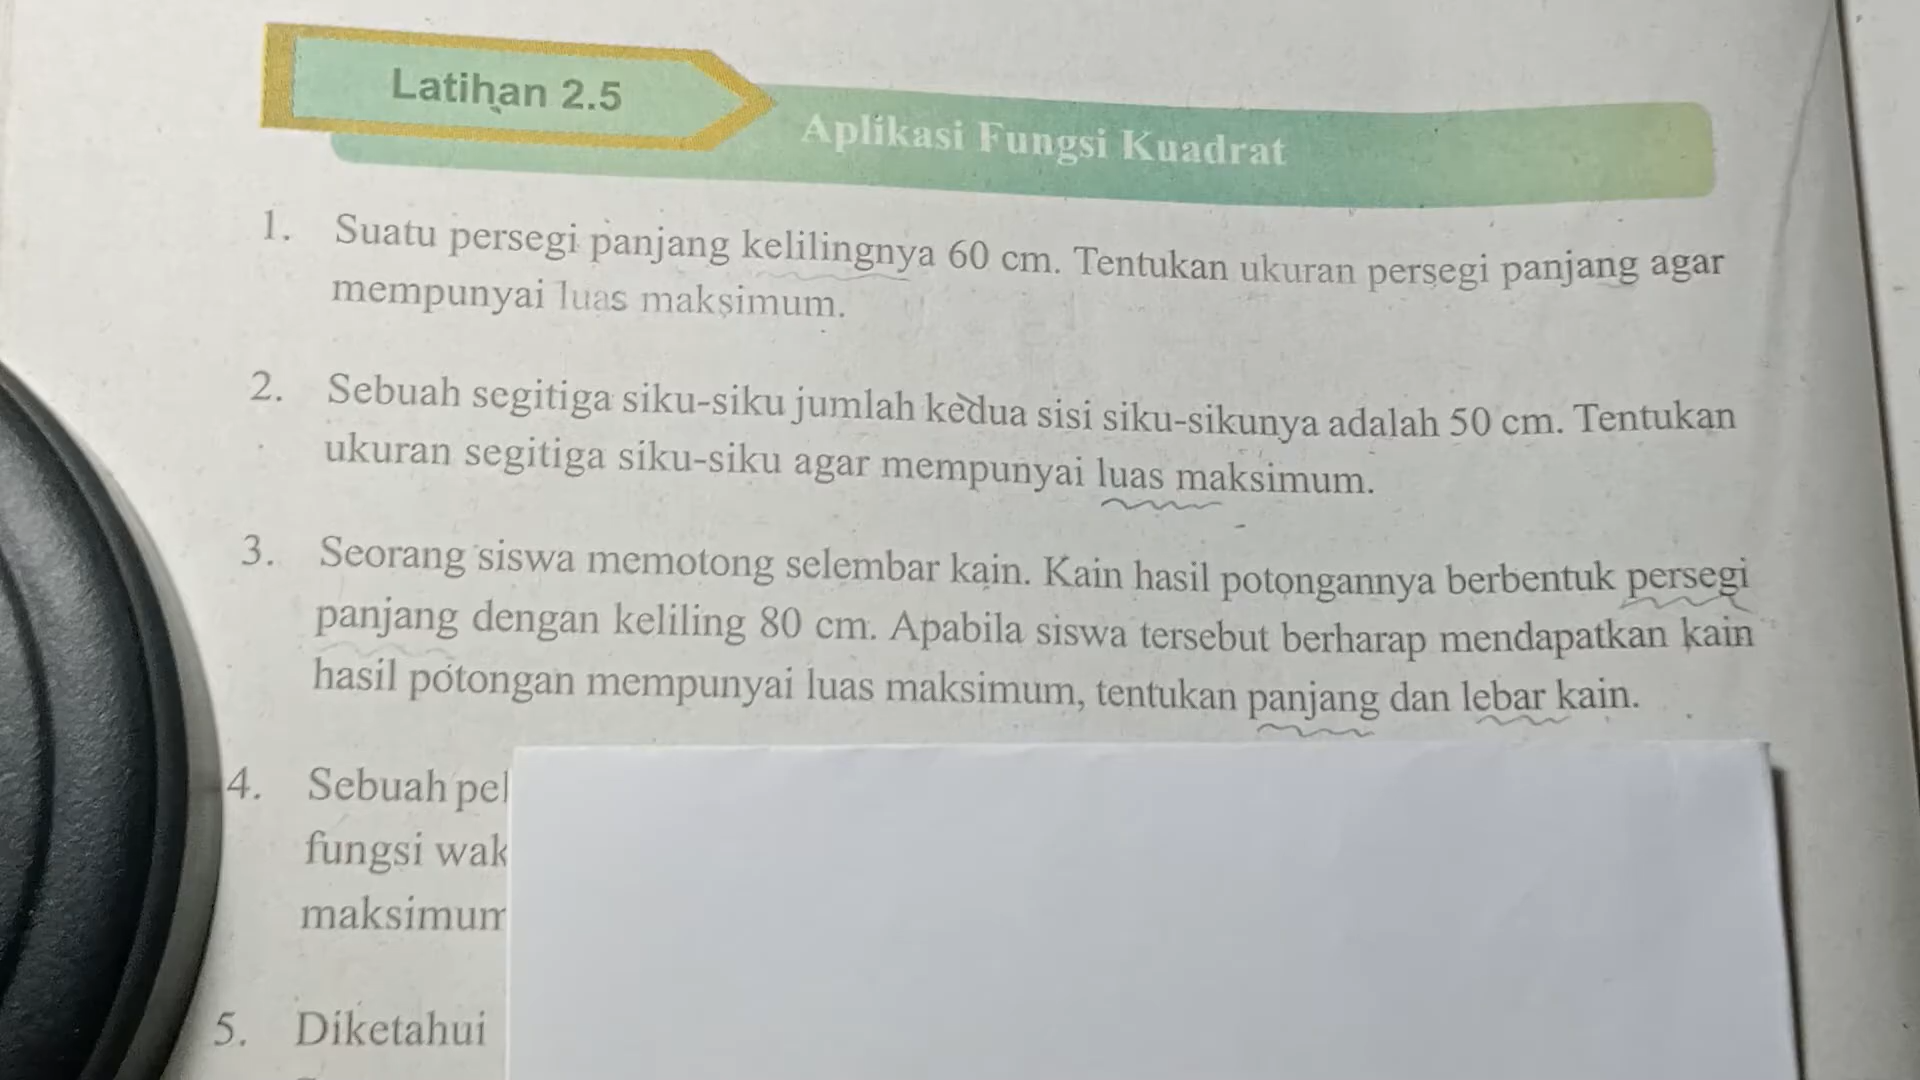 Latihan 2.5
Aplikasi Fungsi Kuadrat
1. Suatu persegi panjang kelilingnya 60 cm. Tentukan ukuran persegi panjang agar
mempunyai luas maksimum.
2. Sebuah segitiga siku-siku jumlah kedua sisi siku-sikunya adalah 50 cm. Tentukan
ukuran segitiga siku-siku agar mempunyai luas maksimum.
3. Seorang siswa memotong selembar kain. Kain hasil potongannya berbentuk persegi
panjang dengan keliling 80 cm. Apabila siswa tersebut berharap mendapatkan kain
hasil potongan mempunyai luas maksimum, tentukan panjang dan lebar kain.
4. Sebuah
fungsi
5. Diketahui